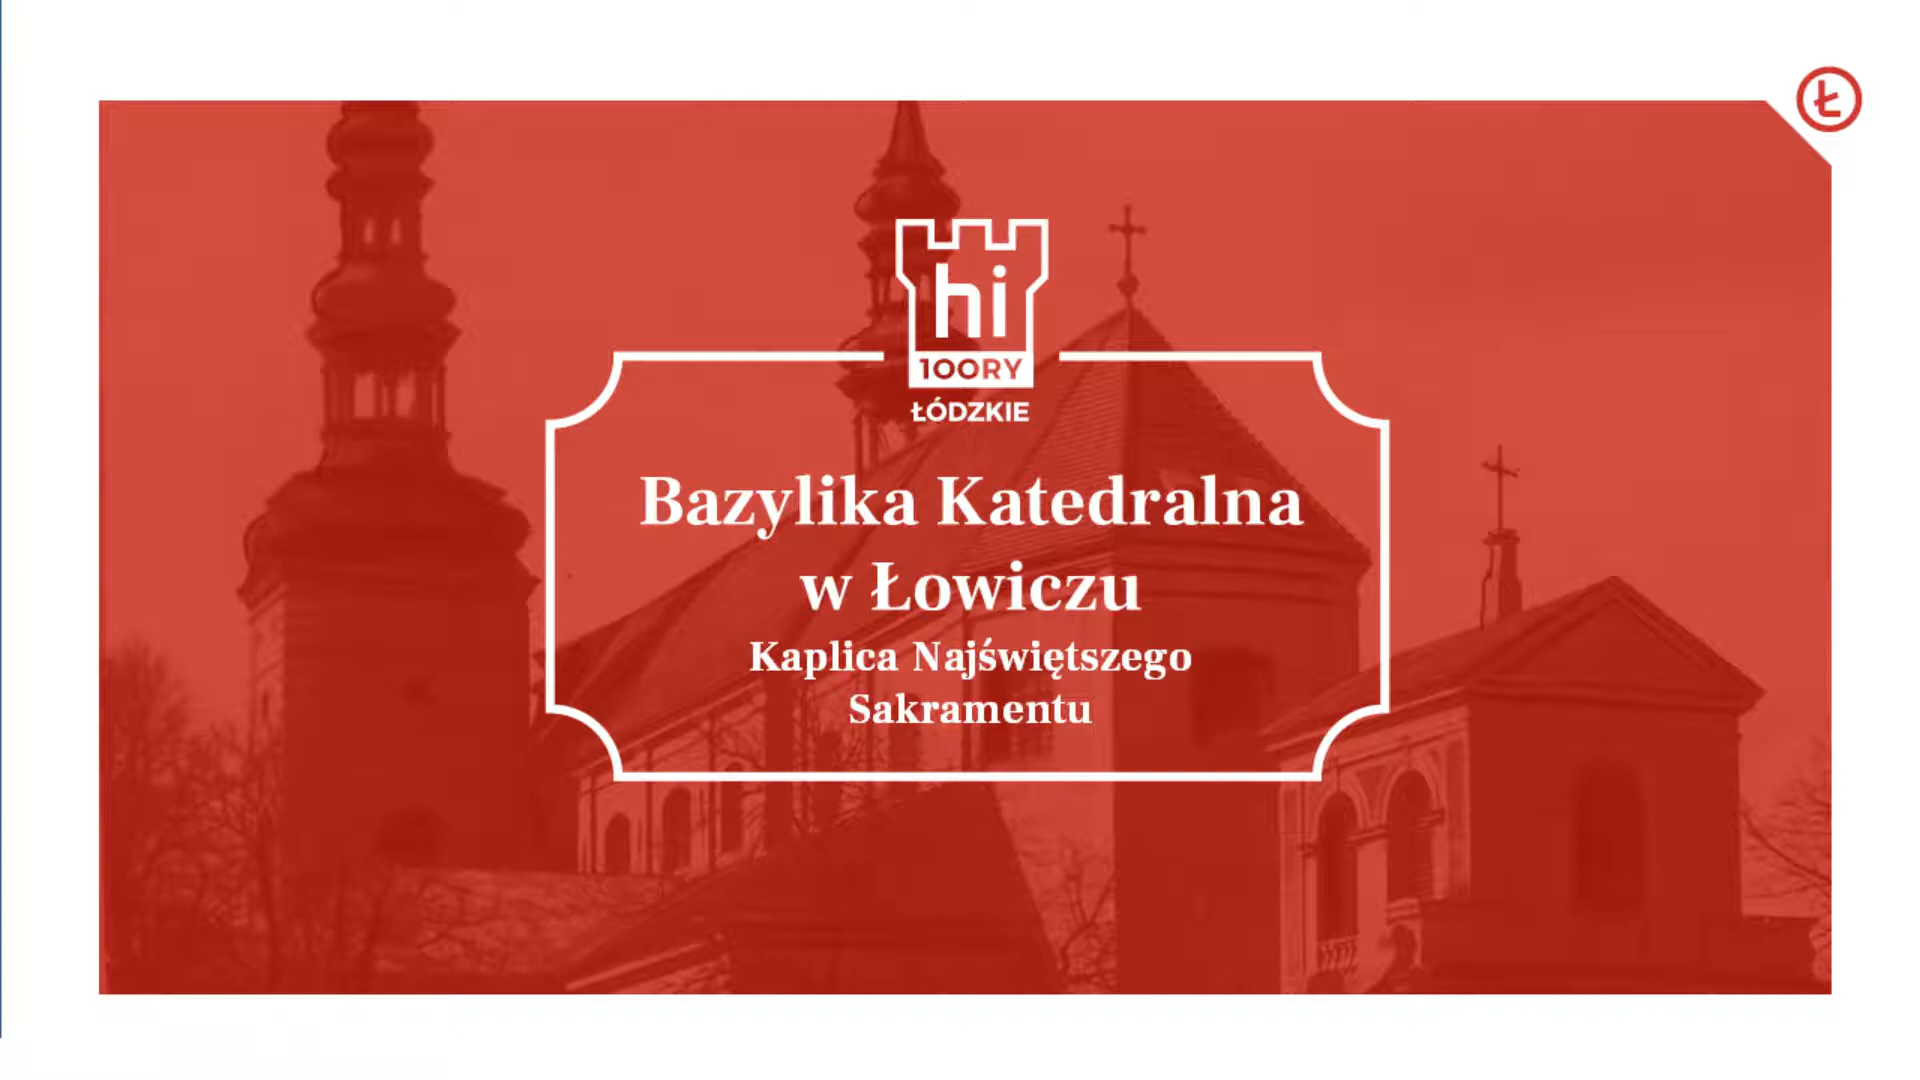 Ł
hi
100RY
ŁÓDZKIE
Bazylika Katedralna
w Łowiczu
Kaplica Najświętszego
Sakramentu